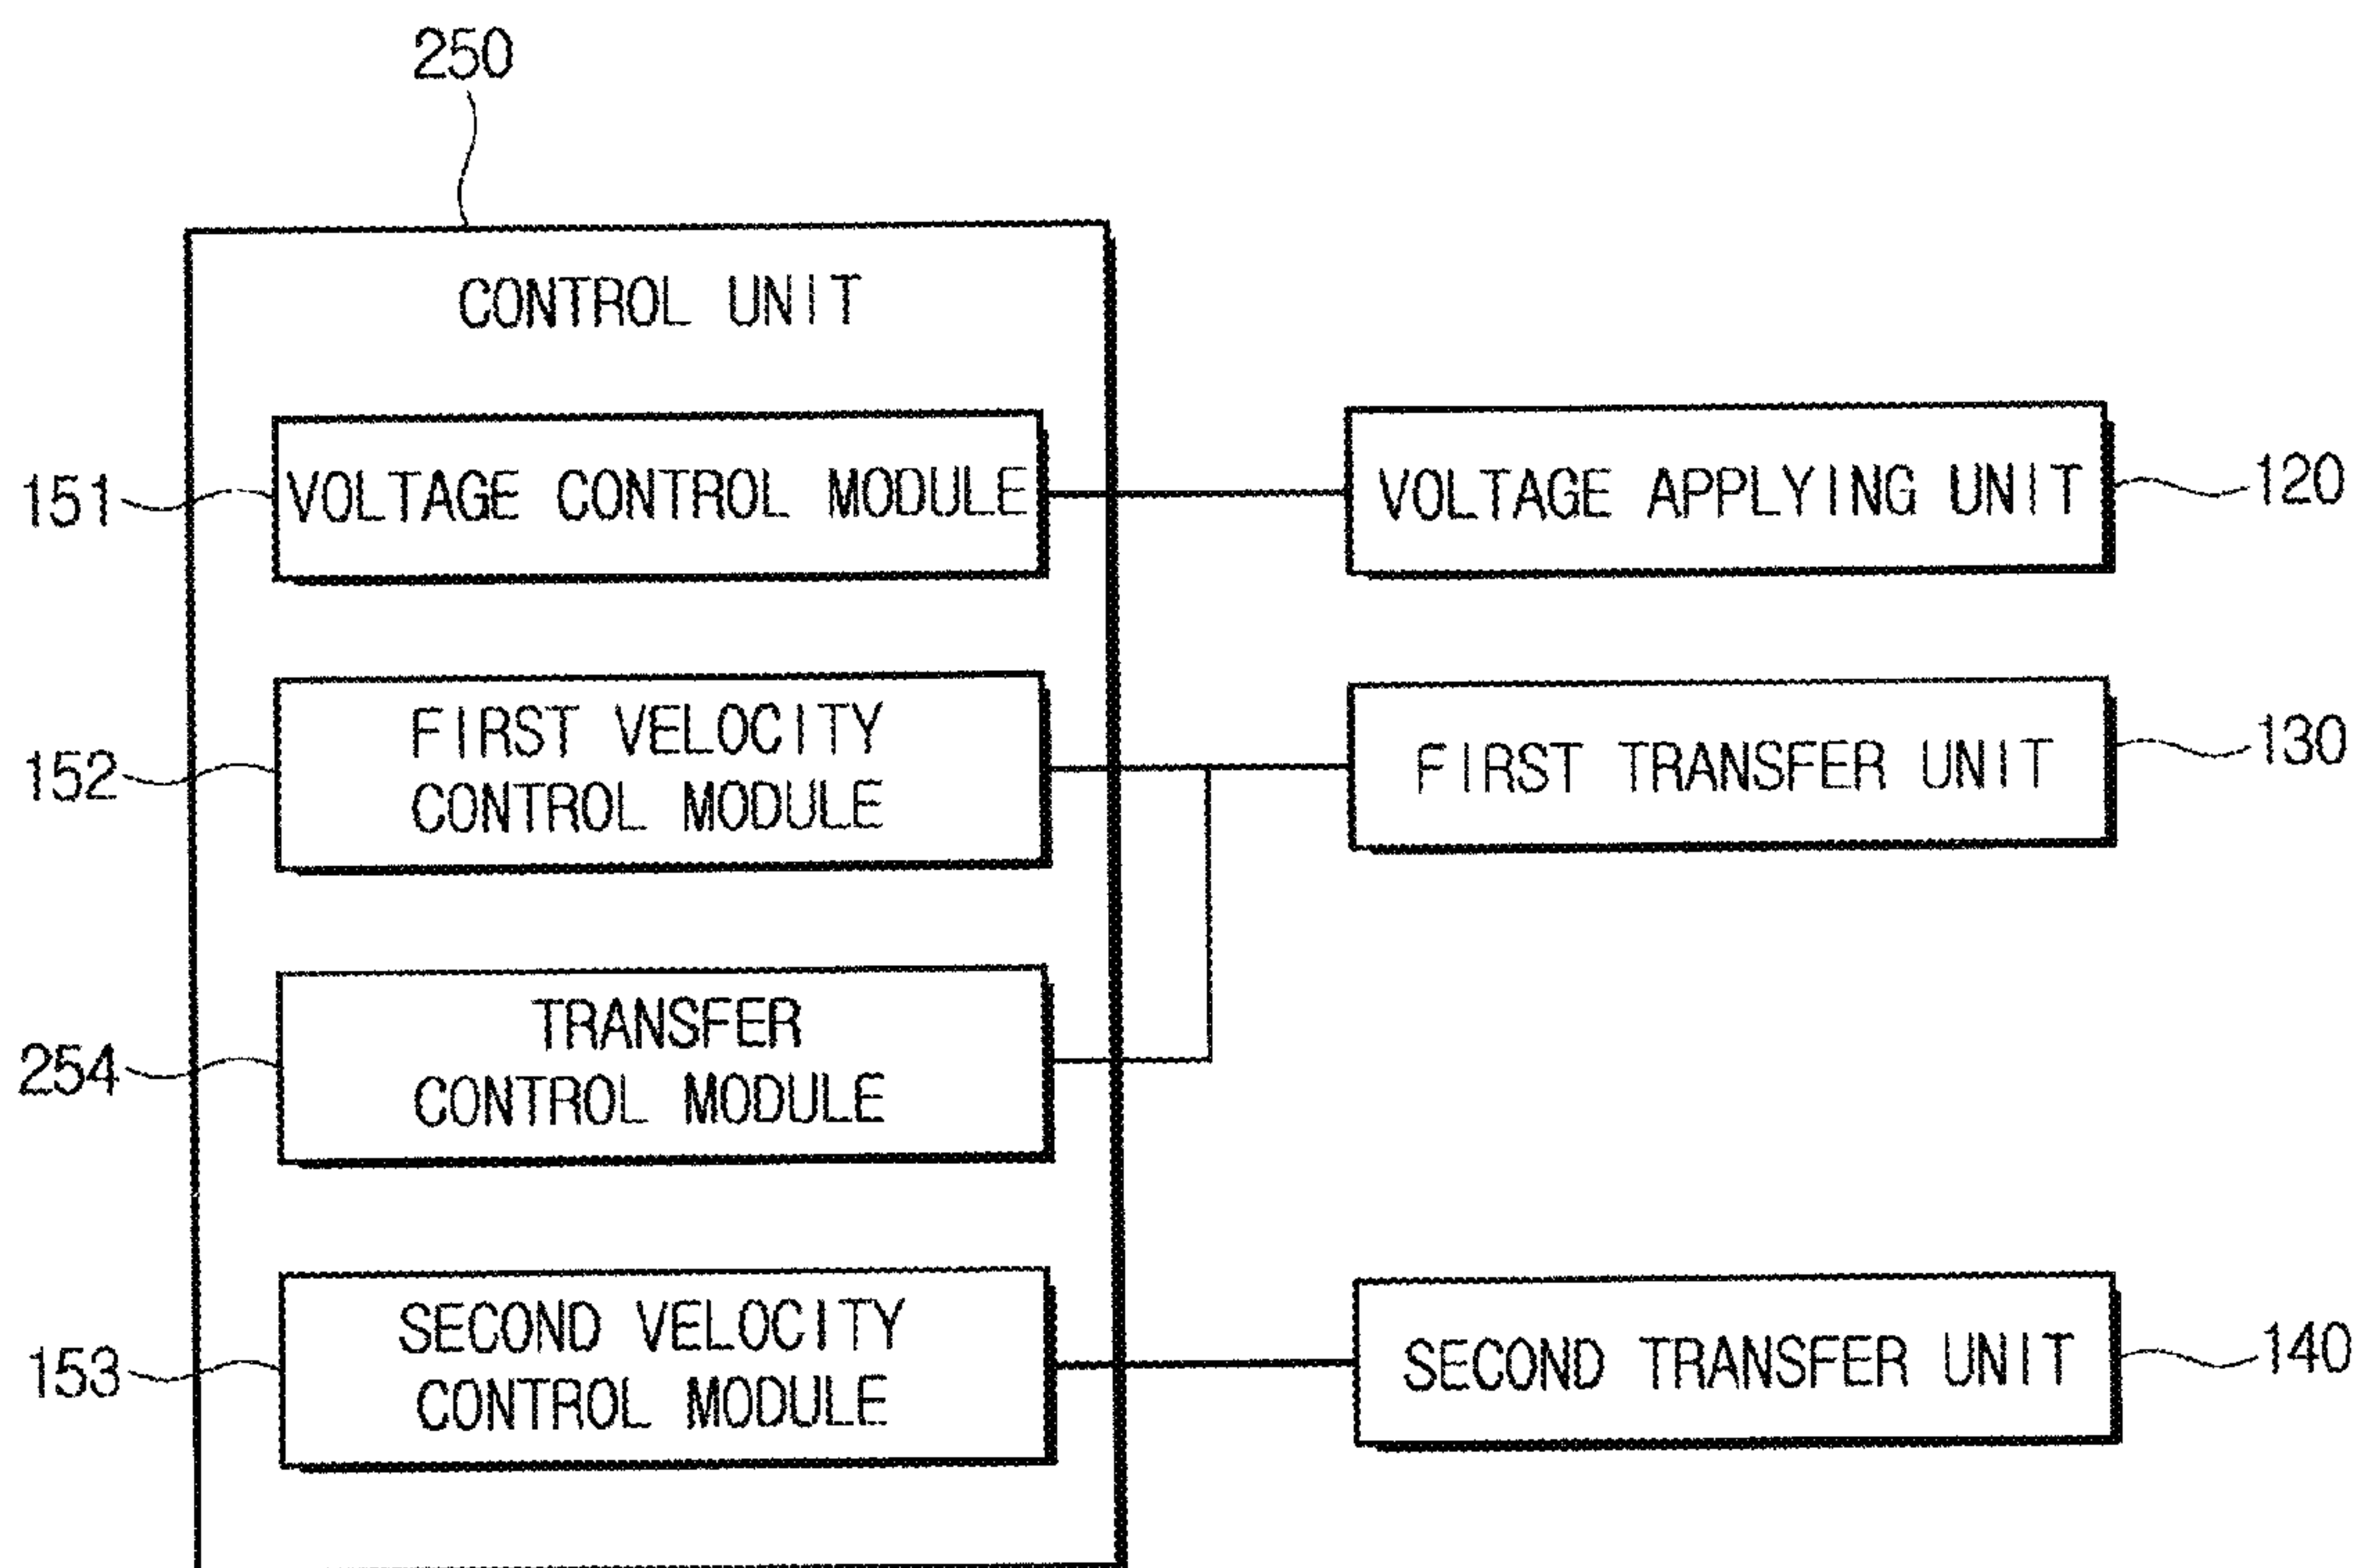 250
CONTROL UNIT
151
VOLTAGE CONTROL MODULE
VOLTAGE APPLYING UNIT
120
152
FIRST VELOCITY
CONTROL MODULE
FIRST TRANSFER UNIT
130
254
TRANSFER
CONTROL MODULE
153
SECOND VELOCITY
CONTROL MODULE
SECOND TRANSFER UNIT
140